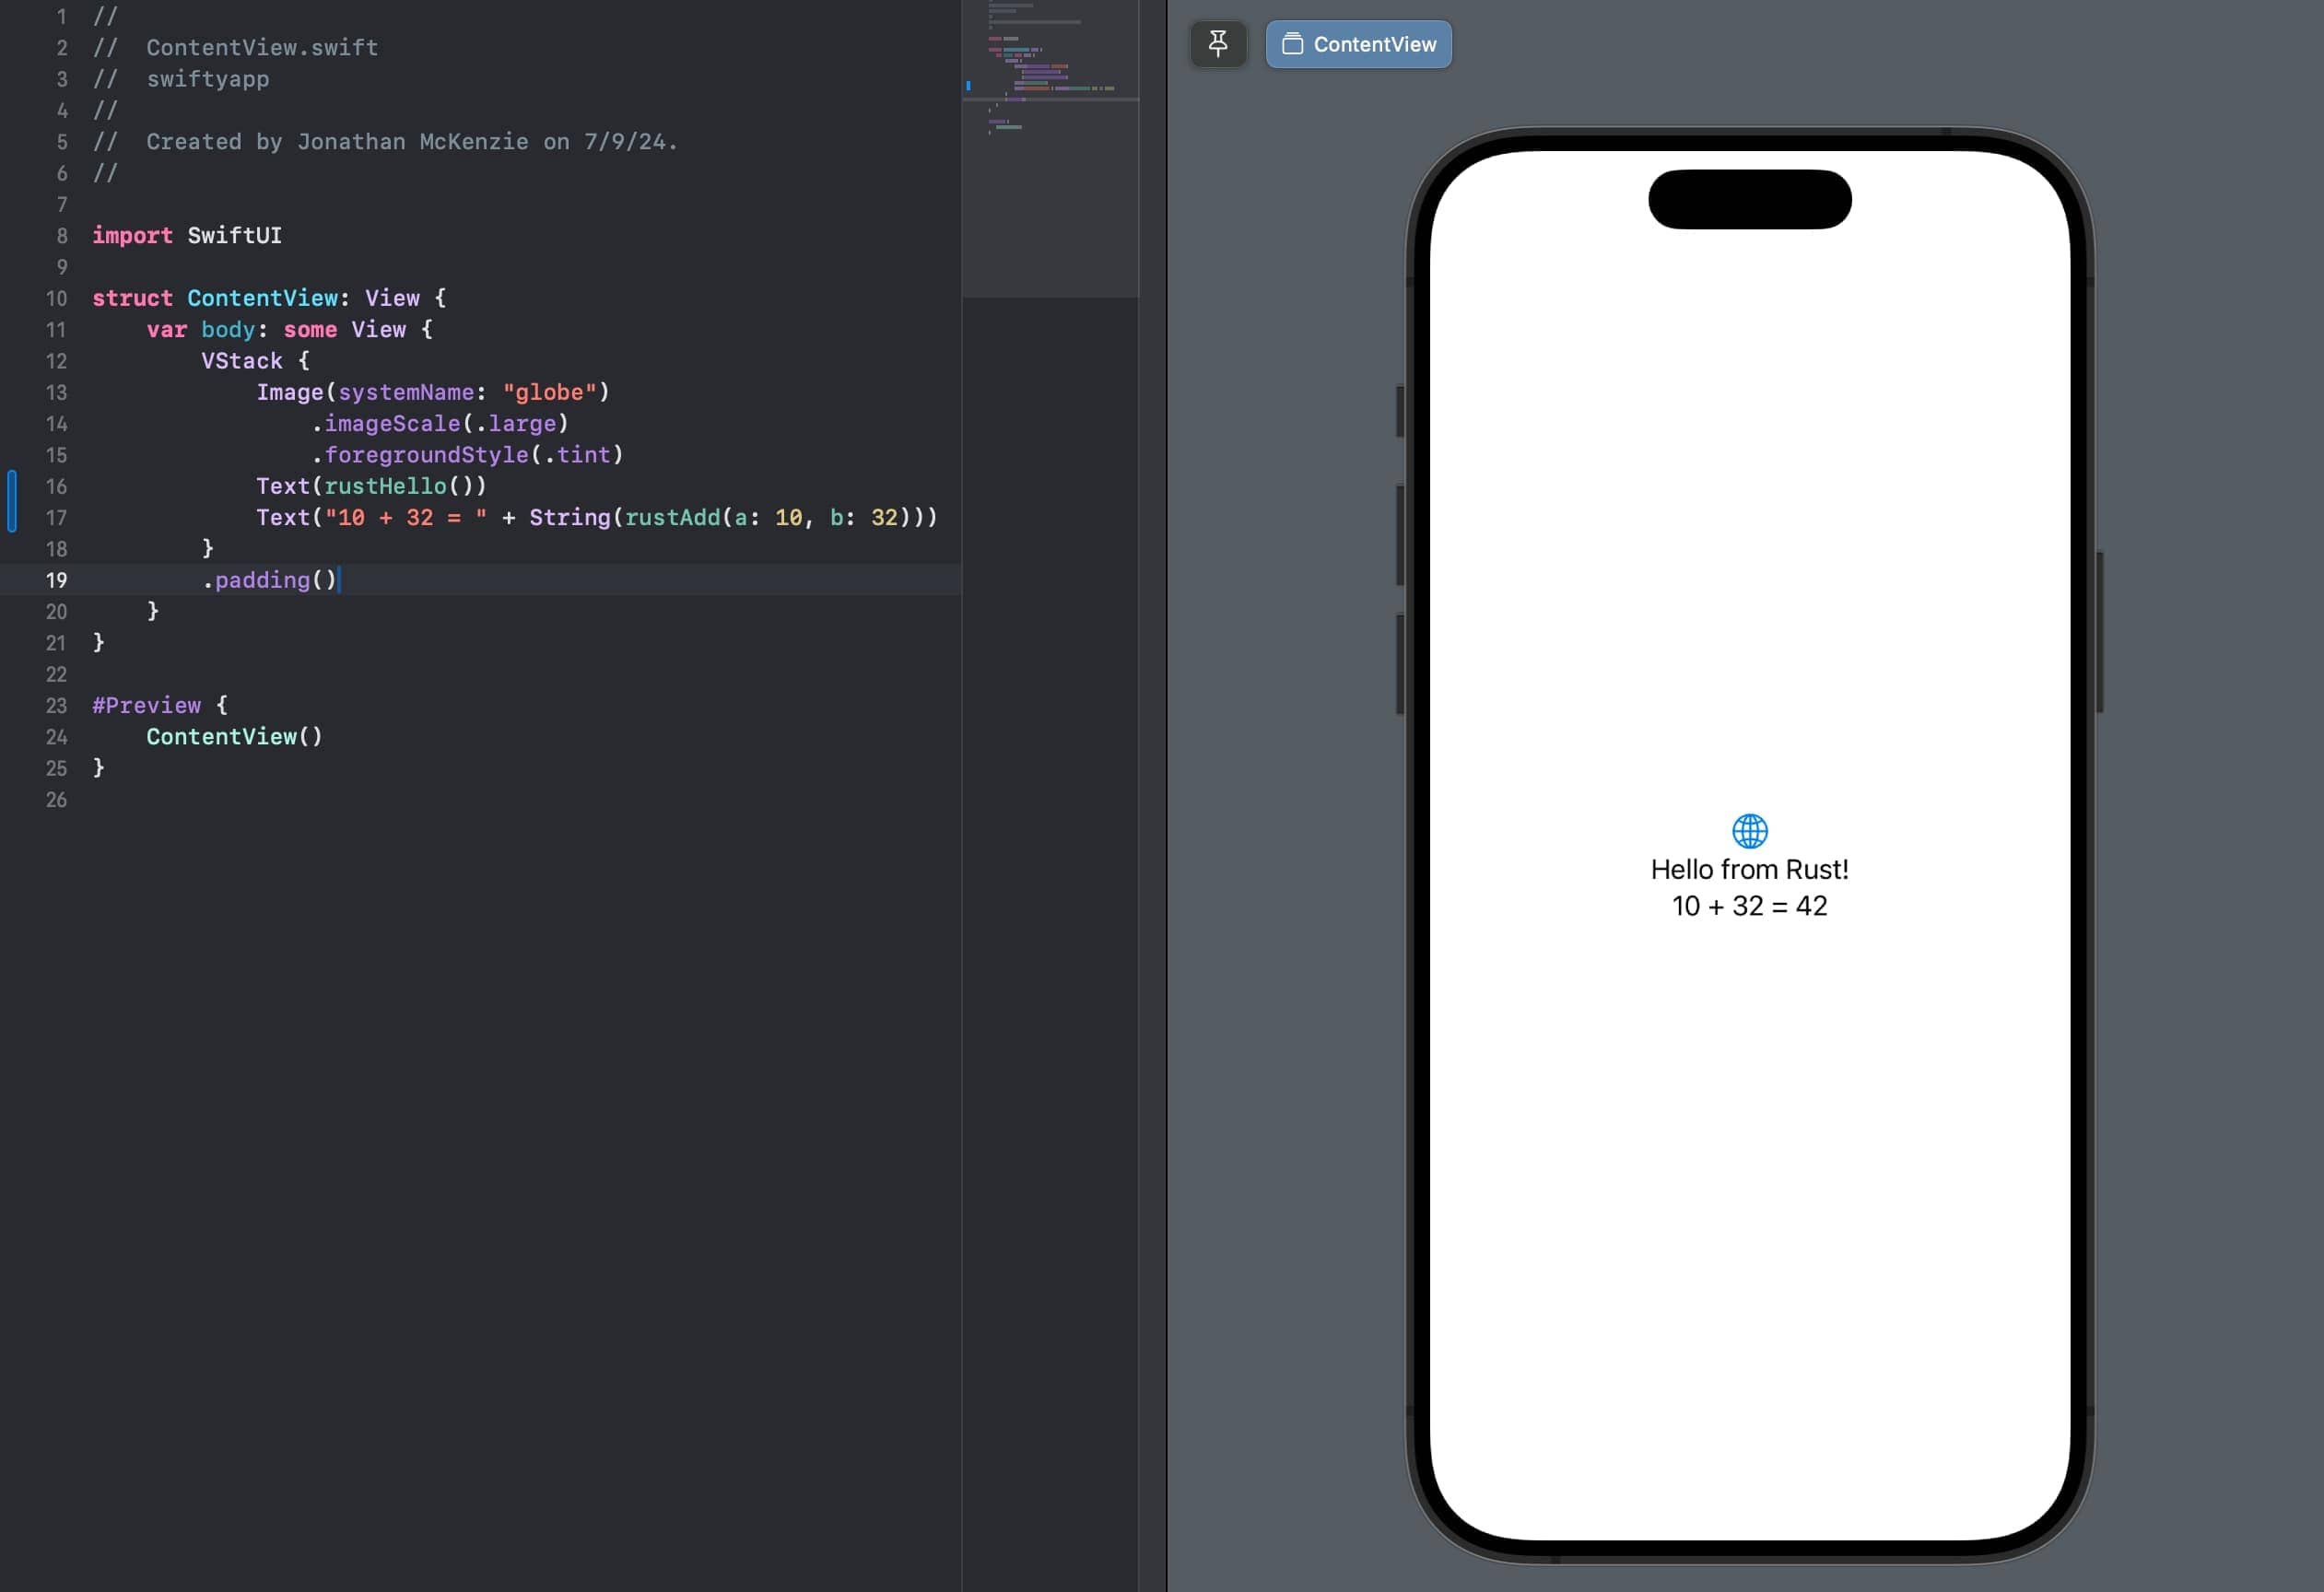 1 //
2 //  ContentView.swift
3 //  swiftyapp
4 //
5 //  Created by Jonathan McKenzie on 7/9/24.
6 //
7
8 import SwiftUI
9
10 struct ContentView: View {
11     var body: some View {
12         VStack {
13             Image(systemName: "globe")
14                 .imageScale(.large)
15                 .foregroundStyle(.tint)
16             Text(rustHello())
17             Text("10 + 32 = " + String(rustAdd(a: 10, b: 32)))
18         }
19         .padding()
20     }
21 }
22
23 #Preview {
24     ContentView()
25 }
26
ContentView
Hello from Rust!
10 + 32 = 42